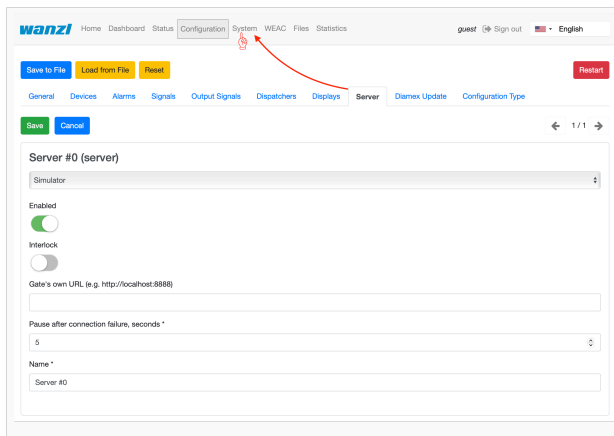 wanzl Home Dashboard Status Configuration System WEAC Files Statistics guest Sign out English
Save to File Load from File Reset Restart
General Devices Alarms Signals Output Signals Dispatchers Displays Server Diamex Update Configuration Type
Save Cancel 1 / 1
Server #0 (server)
Simulator
Enabled
Interlock
Gate's own URL (e.g. http://localhost:8888)
Pause after connection failure, seconds *
5
Name *
Server #0